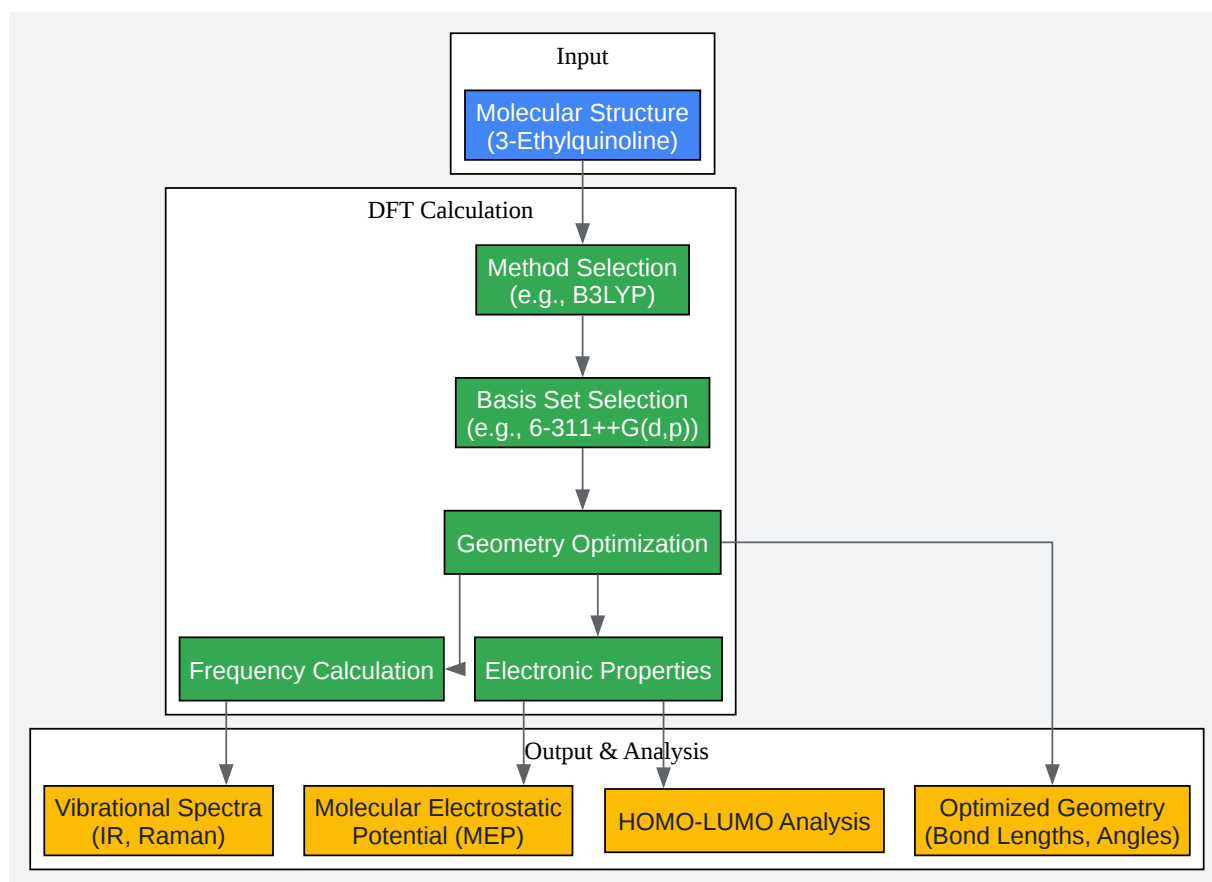 Input
Molecular Structure
(3-Ethylquinoline)
DFT Calculation
Method Selection
(e.g., B3LYP)
Basis Set Selection
(e.g., 6-311++G(d,p))
Geometry Optimization
Frequency Calculation
Electronic Properties
Output & Analysis
Vibrational Spectra
(IR, Raman)
Molecular Electrostatic
Potential (MEP)
HOMO-LUMO Analysis
Optimized Geometry
(Bond Lengths, Angles)